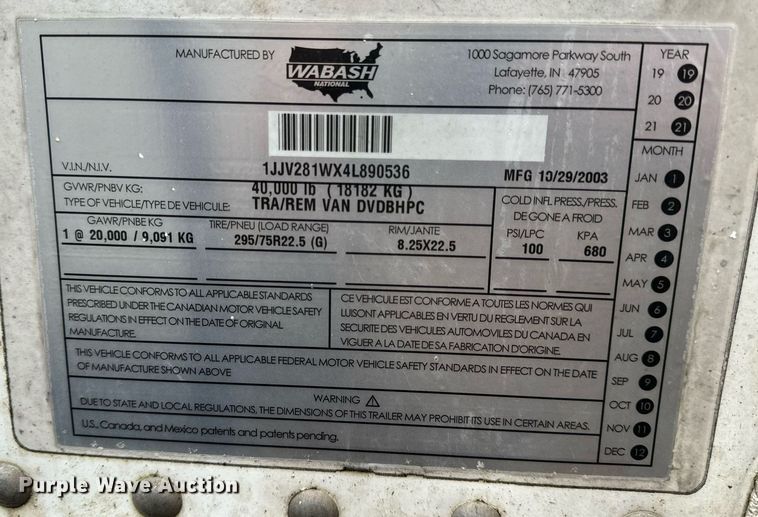 MANUFACTURED BY
WABASH
NATIONAL
1000 Sagamore Parkway South
Lafayette, IN 47905
Phone: (765) 771-5300
YEAR
19 19
20 20
21 21
V.I.N./N.I.V. 1JJV281WX4L890536 MFG 10/29/2003
GVWR/PNBV KG: 40,000 lb ( 18182 KG )
TYPE OF VEHICLE/TYPE DE VEHICULE: TRA/REM VAN DVDBHPC
GAWR/PNBE KG TIRE/PNEU (LOAD RANGE) RIM/JANTE
1 @ 20,000 / 9,091 KG 295/75R22.5 (G) 8.25X22.5
COLD INFL PRESS./PRESS.
DE GONE A FROID
PSI/LPC KPA
100 680
MONTH
JAN 1
FEB 2
MAR 3
APR 4
MAY 5
JUN 6
JUL 7
AUG 8
SEP 9
OCT 10
NOV 11
DEC 12
THIS VEHICLE CONFORMS TO ALL APPLICABLE STANDARDS
PRESCRIBED UNDER THE CANADIAN MOTOR VEHICLE SAFETY
REGULATIONS IN EFFECT ON THE DATE OF ORIGINAL
MANUFACTURE.
CE VEHICULE EST CONFORME A TOUTES LES NORMES QUI
LUISONT APPLICABLES EN VERTU DU REGLEMENT SUR LA
SECURITE DES VEHICULES AUTOMOVILES DU CANADA EN
VIGUER A LA DATE DE SA FABRICATION D'ORIGINE.
THIS VEHICLE CONFORMS TO ALL APPLICABLE FEDERAL MOTOR VEHICLE SAFETY STANDARDS IN EFFECT ON THE DATE
OF MANUFACTURE SHOWN ABOVE
WARNING
DUE TO STATE AND LOCAL REGULATIONS, THE DIMENSIONS OF THIS TRAILER MAY PROHIBIT ITS USE IN CERTAIN AREAS.
U.S., Canada, and Mexico patents and patents pending.
Purple Wave Auction